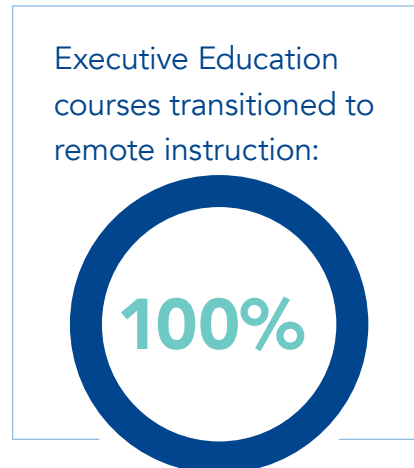 Executive Education
courses transitioned to
remote instruction:
100%